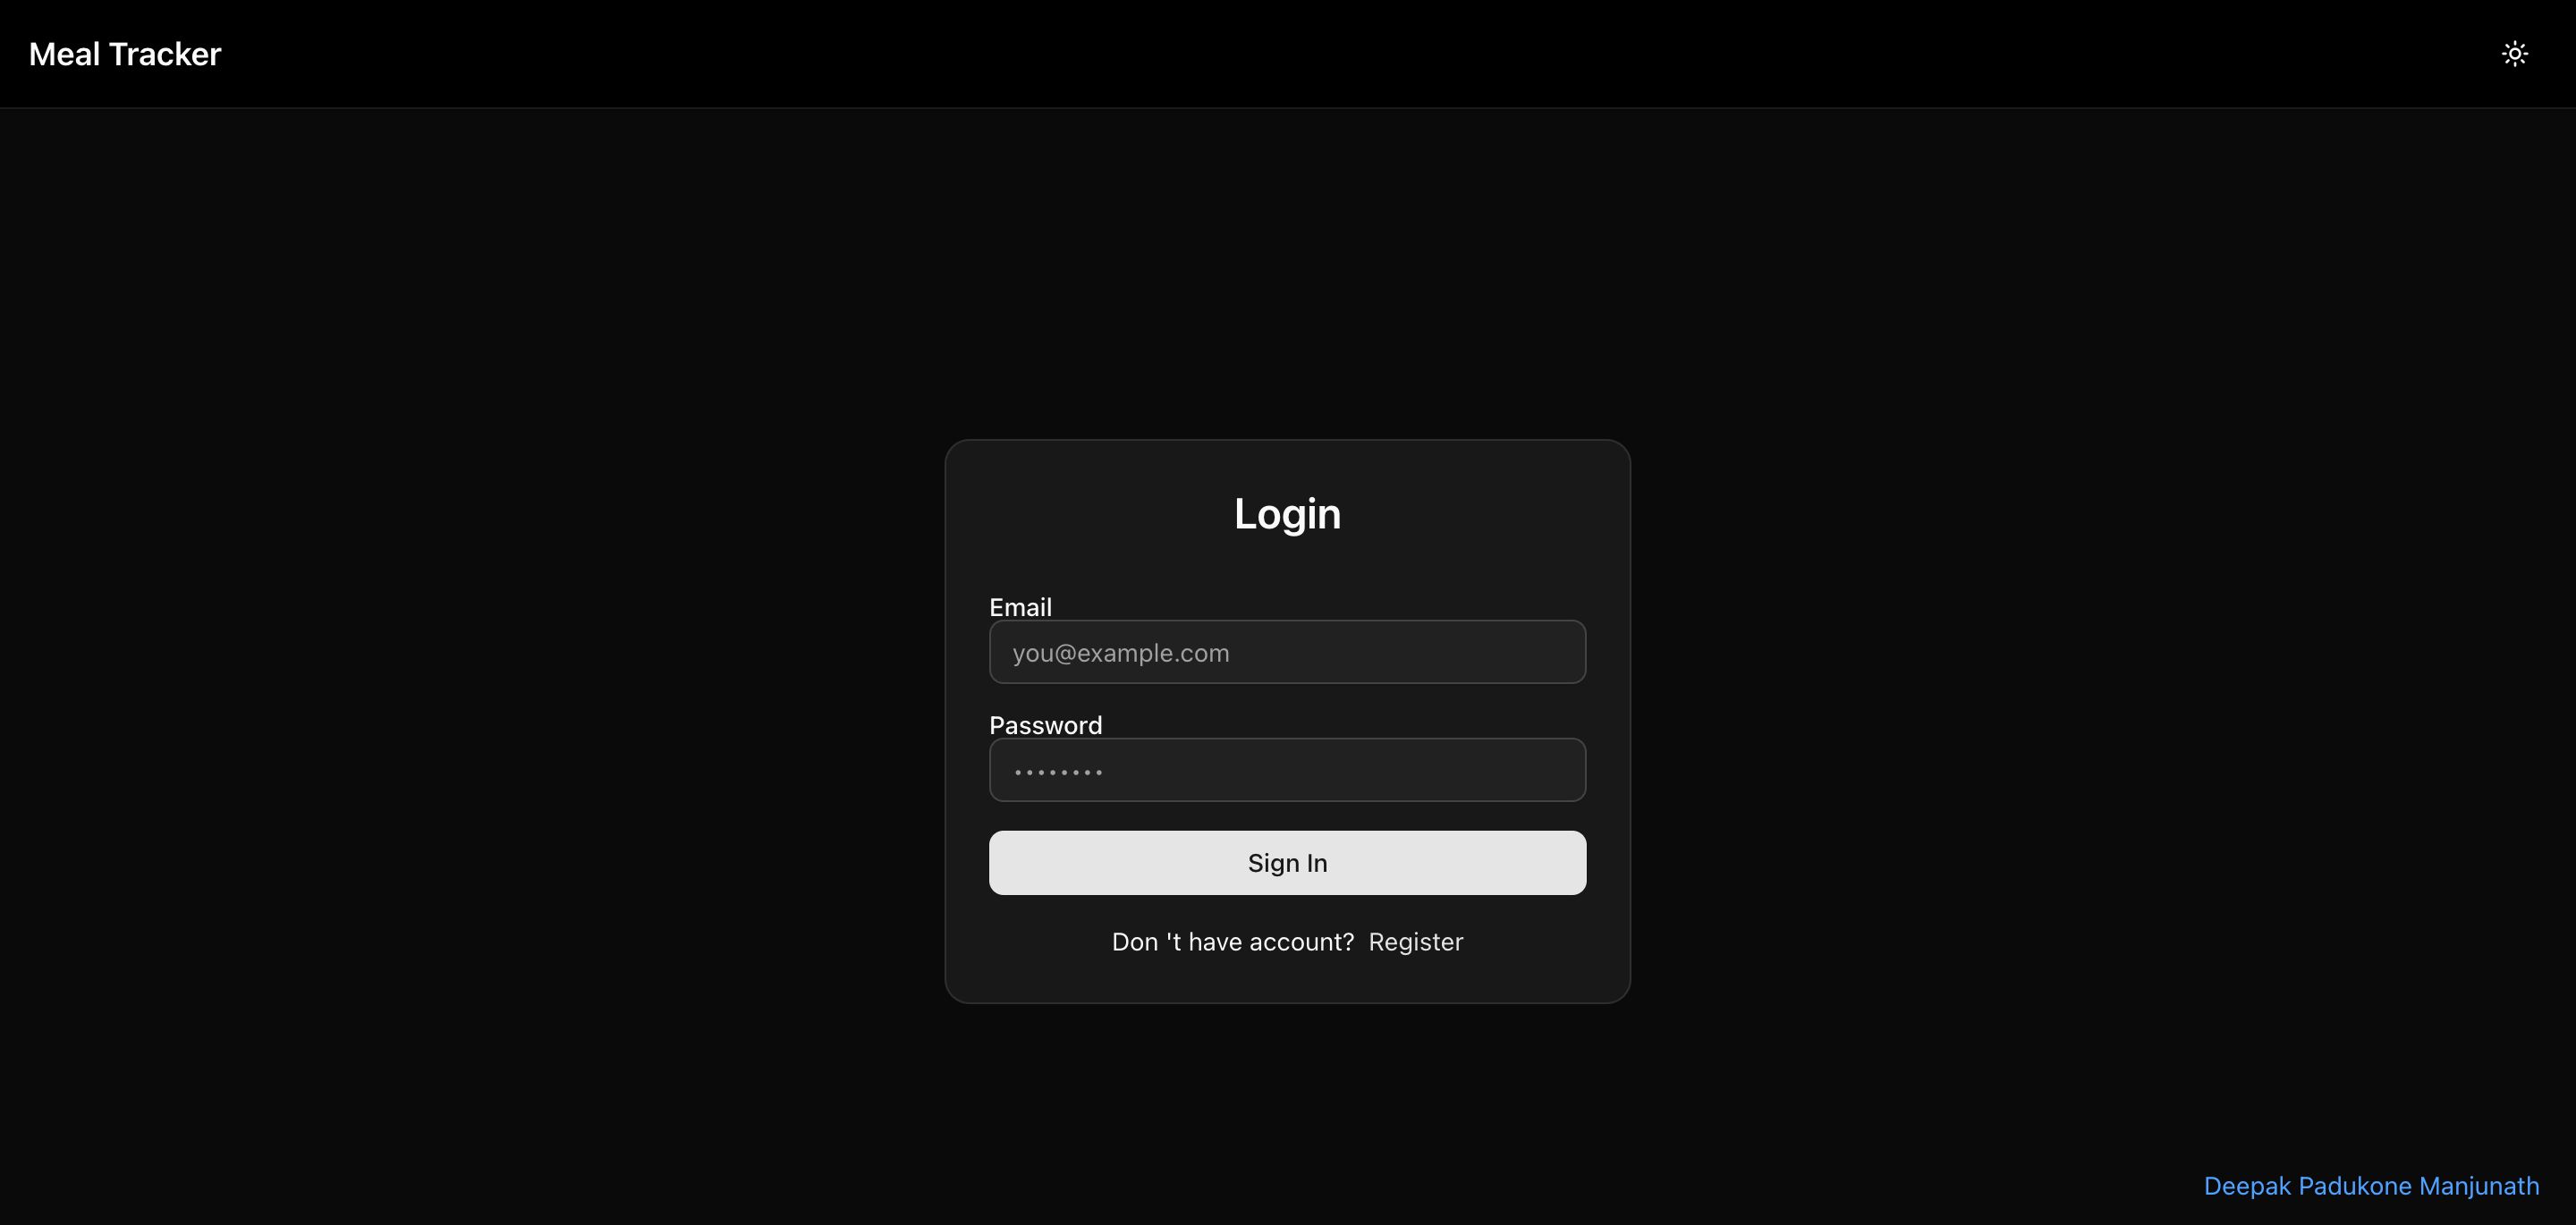 Meal Tracker
Login
Email
you@example.com
Password
••••••••
Sign In
Don 't have account? Register
Deepak Padukone Manjunath